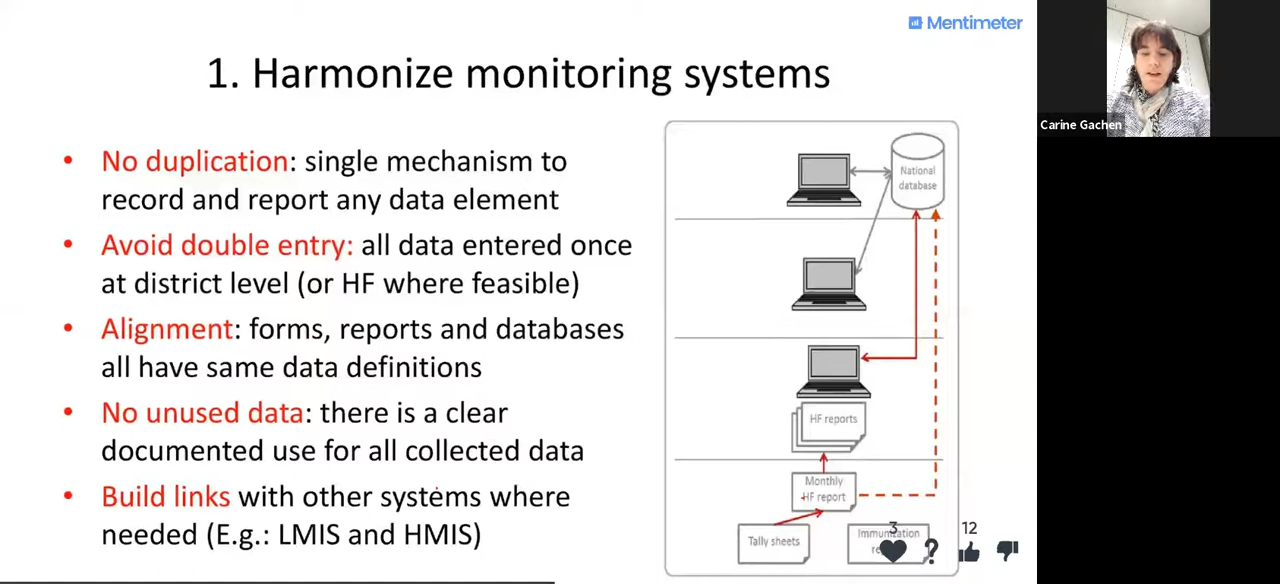 Mentimeter
1. Harmonize monitoring systems
• No duplication: single mechanism to
record and report any data element
• Avoid double entry: all data entered once
at district level (or HF where feasible)
• Alignment: forms, reports and databases
all have same data definitions
• No unused data: there is a clear
documented use for all collected data
• Build links with other systems where
needed (E.g.: LMIS and HMIS)
National
database
HF reports
Monthly
HF report
Tally sheets
3
12
?
Carine Gachen